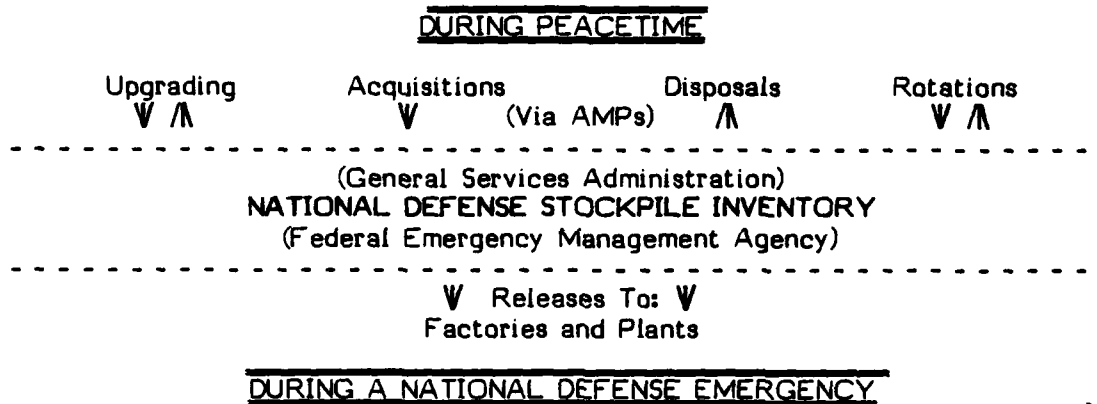 DURING PEACETIME
Upgrading Acquisitions Disposals Rotations
(Via AMPs)
(General Services Administration)
NATIONAL DEFENSE STOCKPILE INVENTORY
(Federal Emergency Management Agency)
Releases To:
Factories and Plants
DURING A NATIONAL DEFENSE EMERGENCY